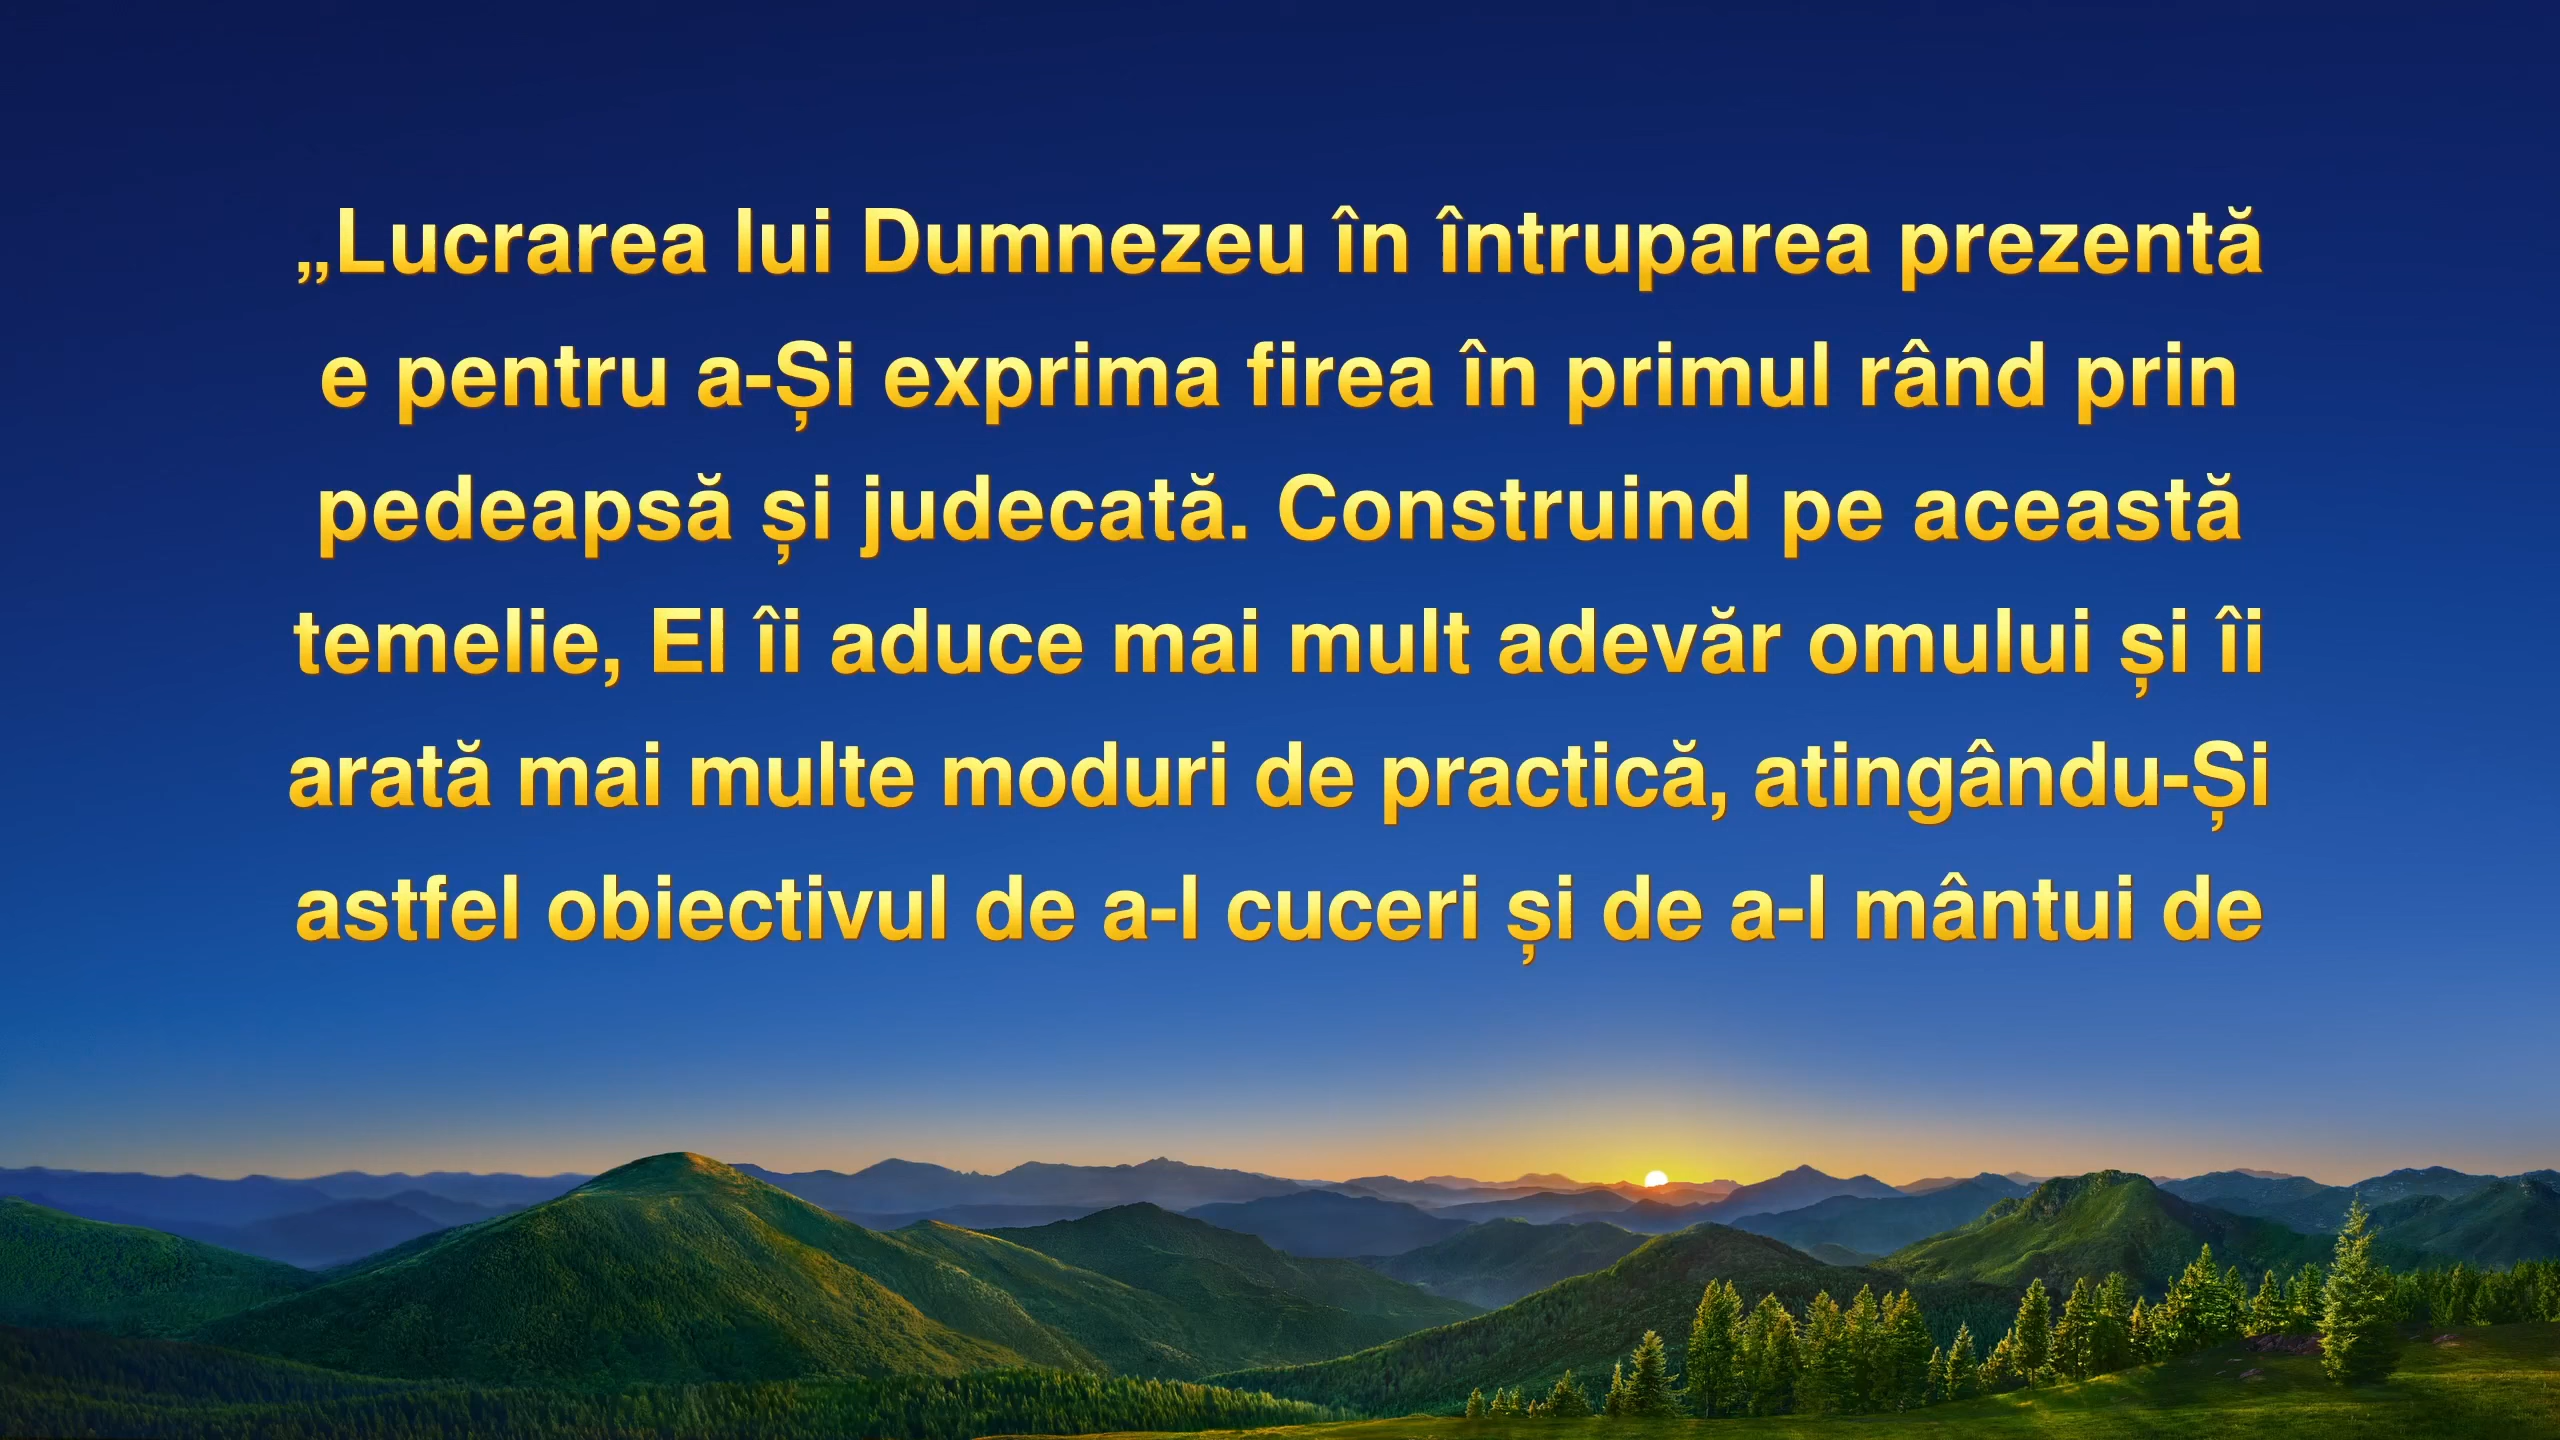 „Lucrarea lui Dumnezeu în întruparea prezentă
e pentru a-Și exprima firea în primul rând prin
pedeapsă și judecată. Construind pe această
temelie, El îi aduce mai mult adevăr omului și îi
arată mai multe moduri de practică, atingându-Și
astfel obiectivul de a-l cuceri și de a-l mântui de